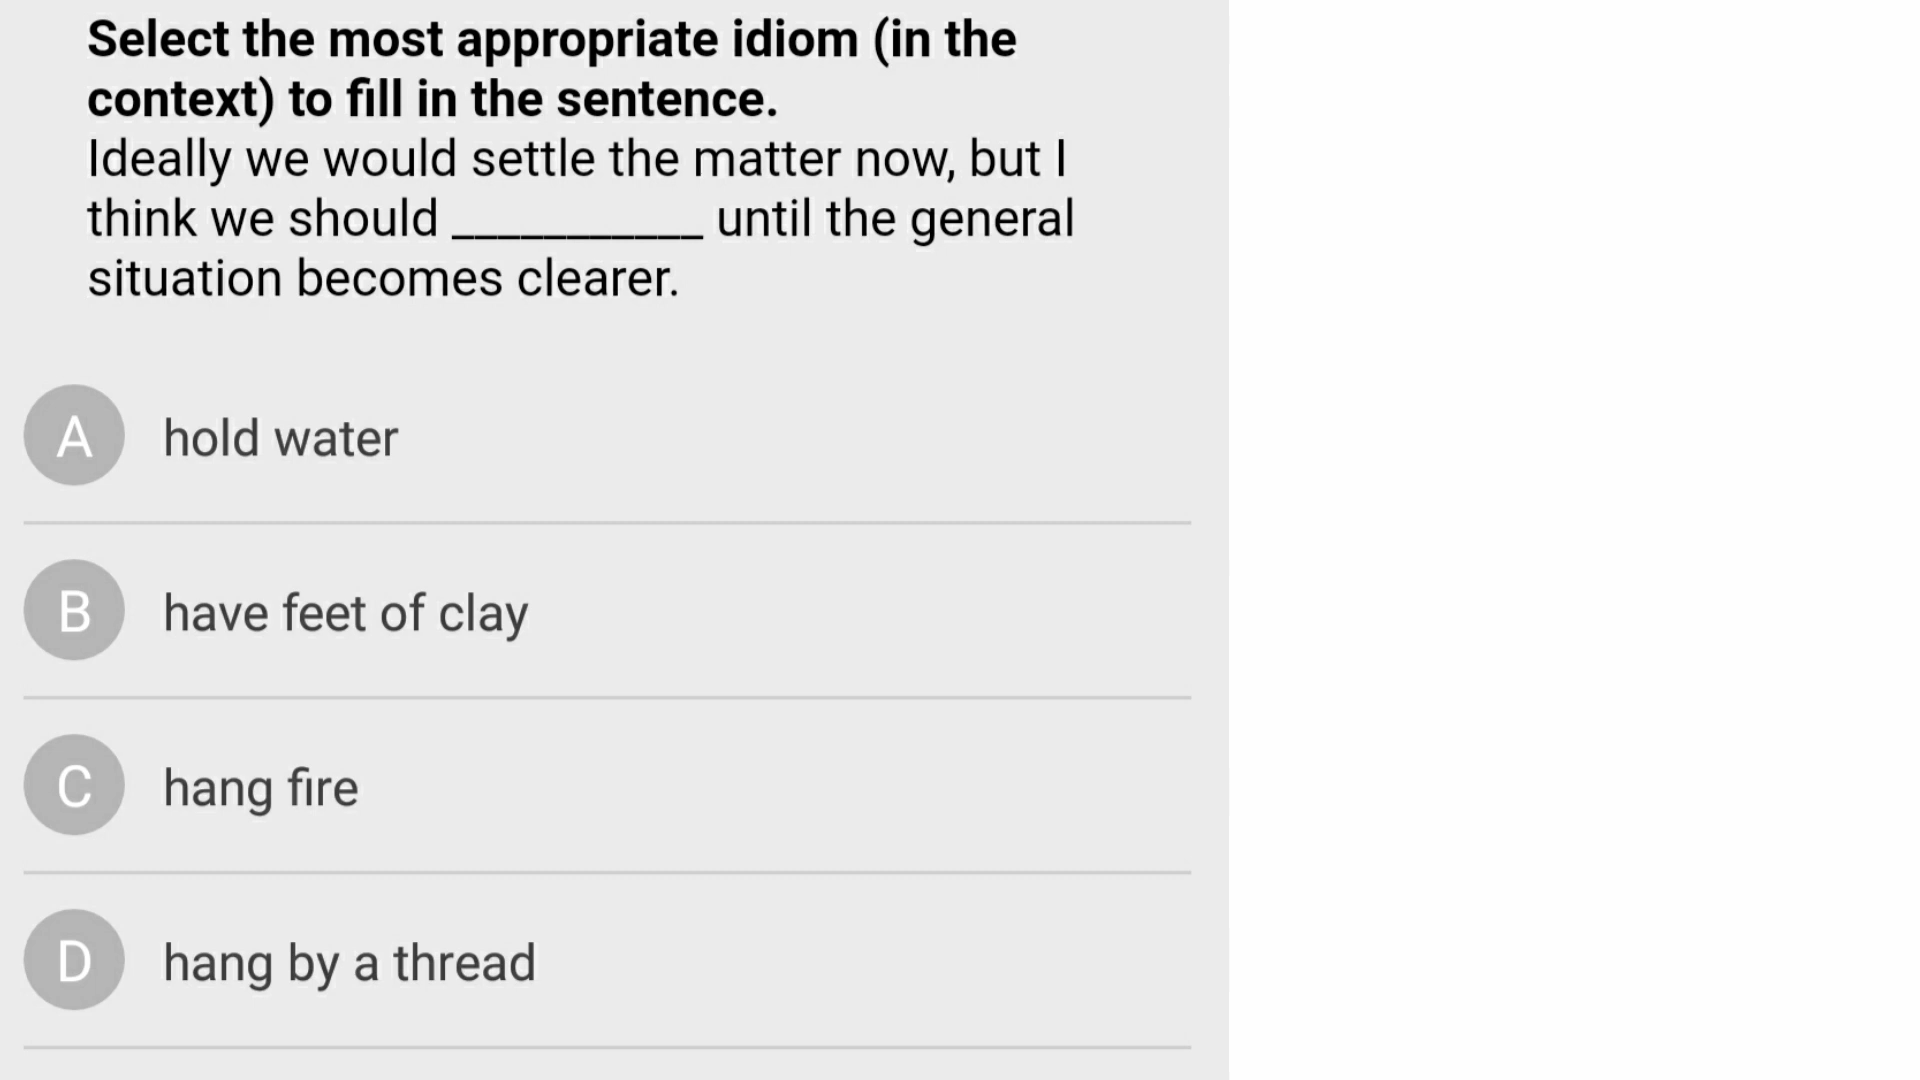 Select the most appropriate idiom (in the
context) to fill in the sentence.
Ideally we would settle the matter now, but I
think we should ___________ until the general
situation becomes clearer.
A hold water
B have feet of clay
C hang fire
D hang by a thread